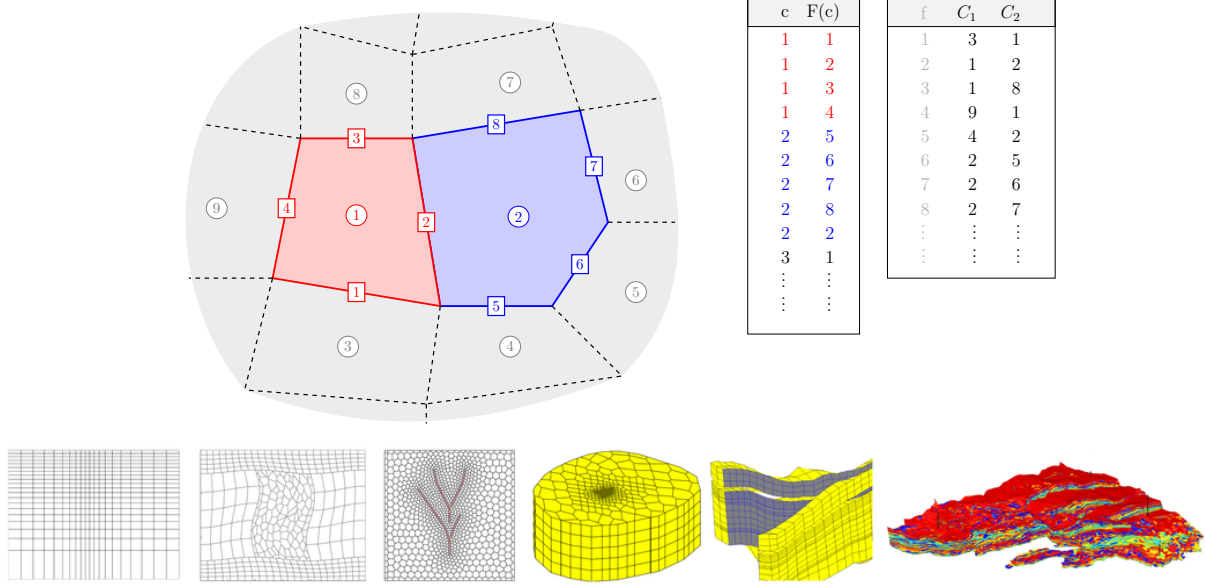 8
7
3
8
7
6
9
4
1
2
2
6
1
5
5
3
4
c F(c)
1 1
1 2
1 3
1 4
2 5
2 6
2 7
2 8
2 2
3 1
⋮ ⋮
⋮ ⋮
f C₁ C₂
1 3 1
2 1 2
3 1 8
4 9 1
5 4 2
6 2 5
7 2 6
8 2 7
⋮ ⋮ ⋮
⋮ ⋮ ⋮